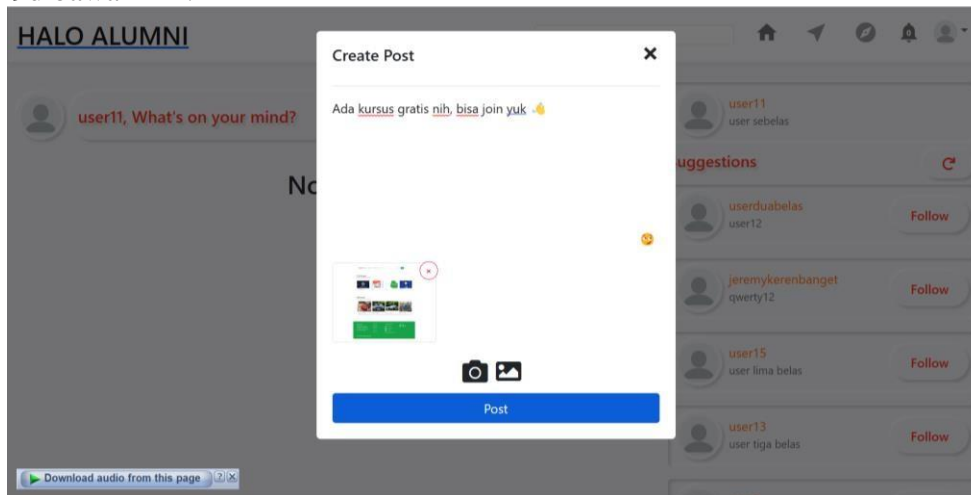 HALO ALUMNI
Create Post
user11, What's on your mind?
Ada kursus gratis nih, bisa join yuk 🤙
No
Post
user11
user sebelas
uggestions
userduabelas
user12
Follow
jeremykerenbanget
qwerty12
Follow
user15
user lima belas
Follow
user13
user tiga belas
Follow
Download audio from this page